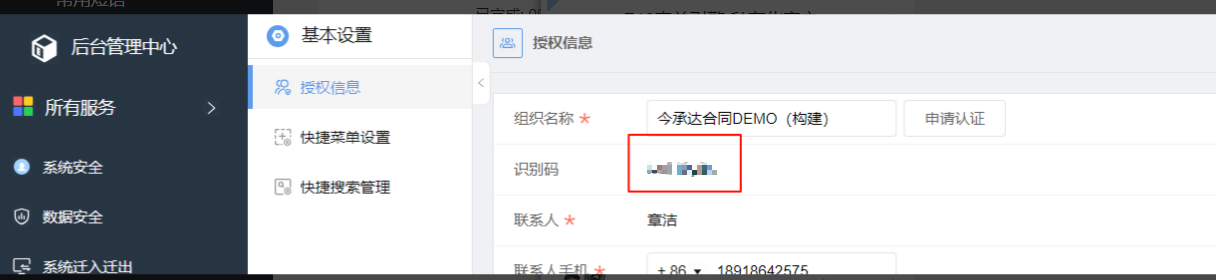 常用短语
后台管理中心
所有服务
系统安全
数据安全
系统迁入迁出
基本设置
授权信息
快捷菜单设置
快捷搜索管理
授权信息
组织名称 * 今承达合同DEMO（构建） 申请认证
识别码
联系人 * 章洁
联系人手机 * + 86 18918642575